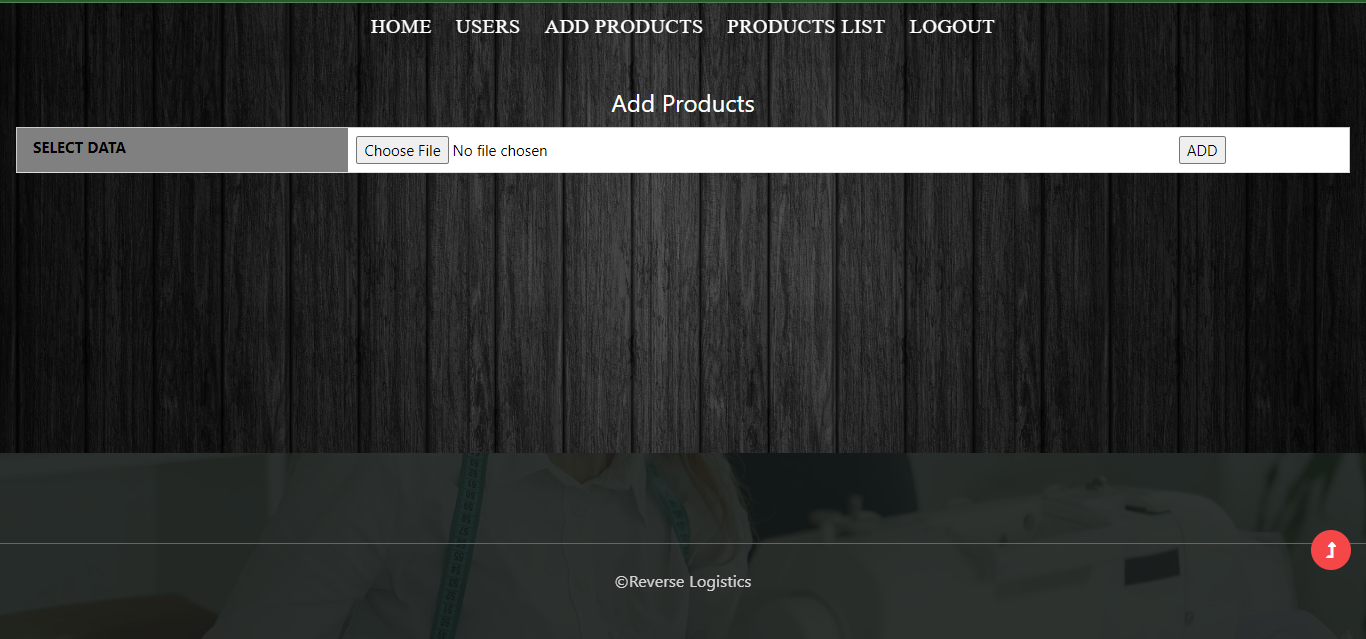 HOME USERS ADD PRODUCTS PRODUCTS LIST LOGOUT
Add Products
SELECT DATA Choose File No file chosen ADD
©Reverse Logistics